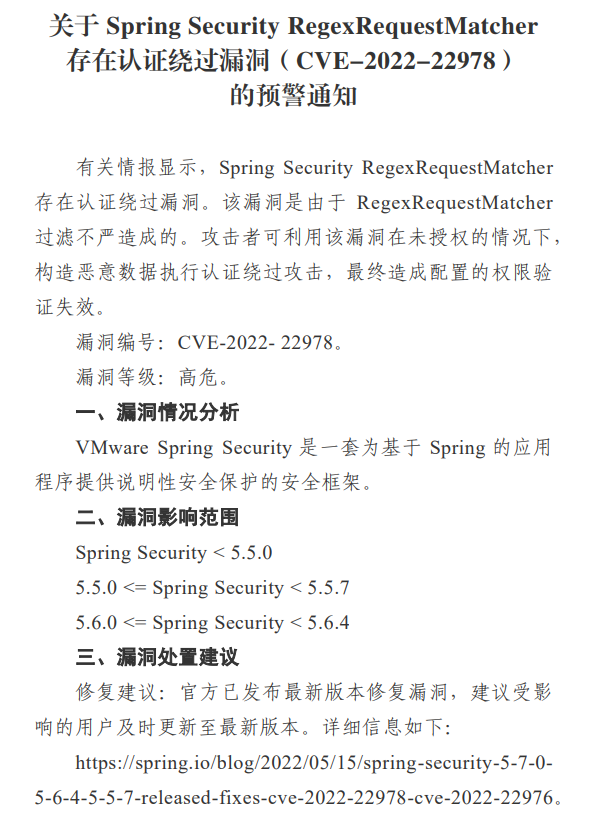 关于 Spring Security RegexRequestMatcher
存在认证绕过漏洞（CVE-2022-22978）
的预警通知
有关情报显示，Spring Security RegexRequestMatcher
存在认证绕过漏洞。该漏洞是由于 RegexRequestMatcher
过滤不严造成的。攻击者可利用该漏洞在未授权的情况下，
构造恶意数据执行认证绕过攻击，最终造成配置的权限验
证失效。
漏洞编号：CVE-2022- 22978。
漏洞等级：高危。
一、漏洞情况分析
VMware Spring Security 是一套为基于 Spring 的应用
程序提供说明性安全保护的安全框架。
二、漏洞影响范围
Spring Security < 5.5.0
5.5.0 <= Spring Security < 5.5.7
5.6.0 <= Spring Security < 5.6.4
三、漏洞处置建议
修复建议：官方已发布最新版本修复漏洞，建议受影
响的用户及时更新至最新版本。详细信息如下：
https://spring.io/blog/2022/05/15/spring-security-5-7-0-
5-6-4-5-5-7-released-fixes-cve-2022-22978-cve-2022-22976。